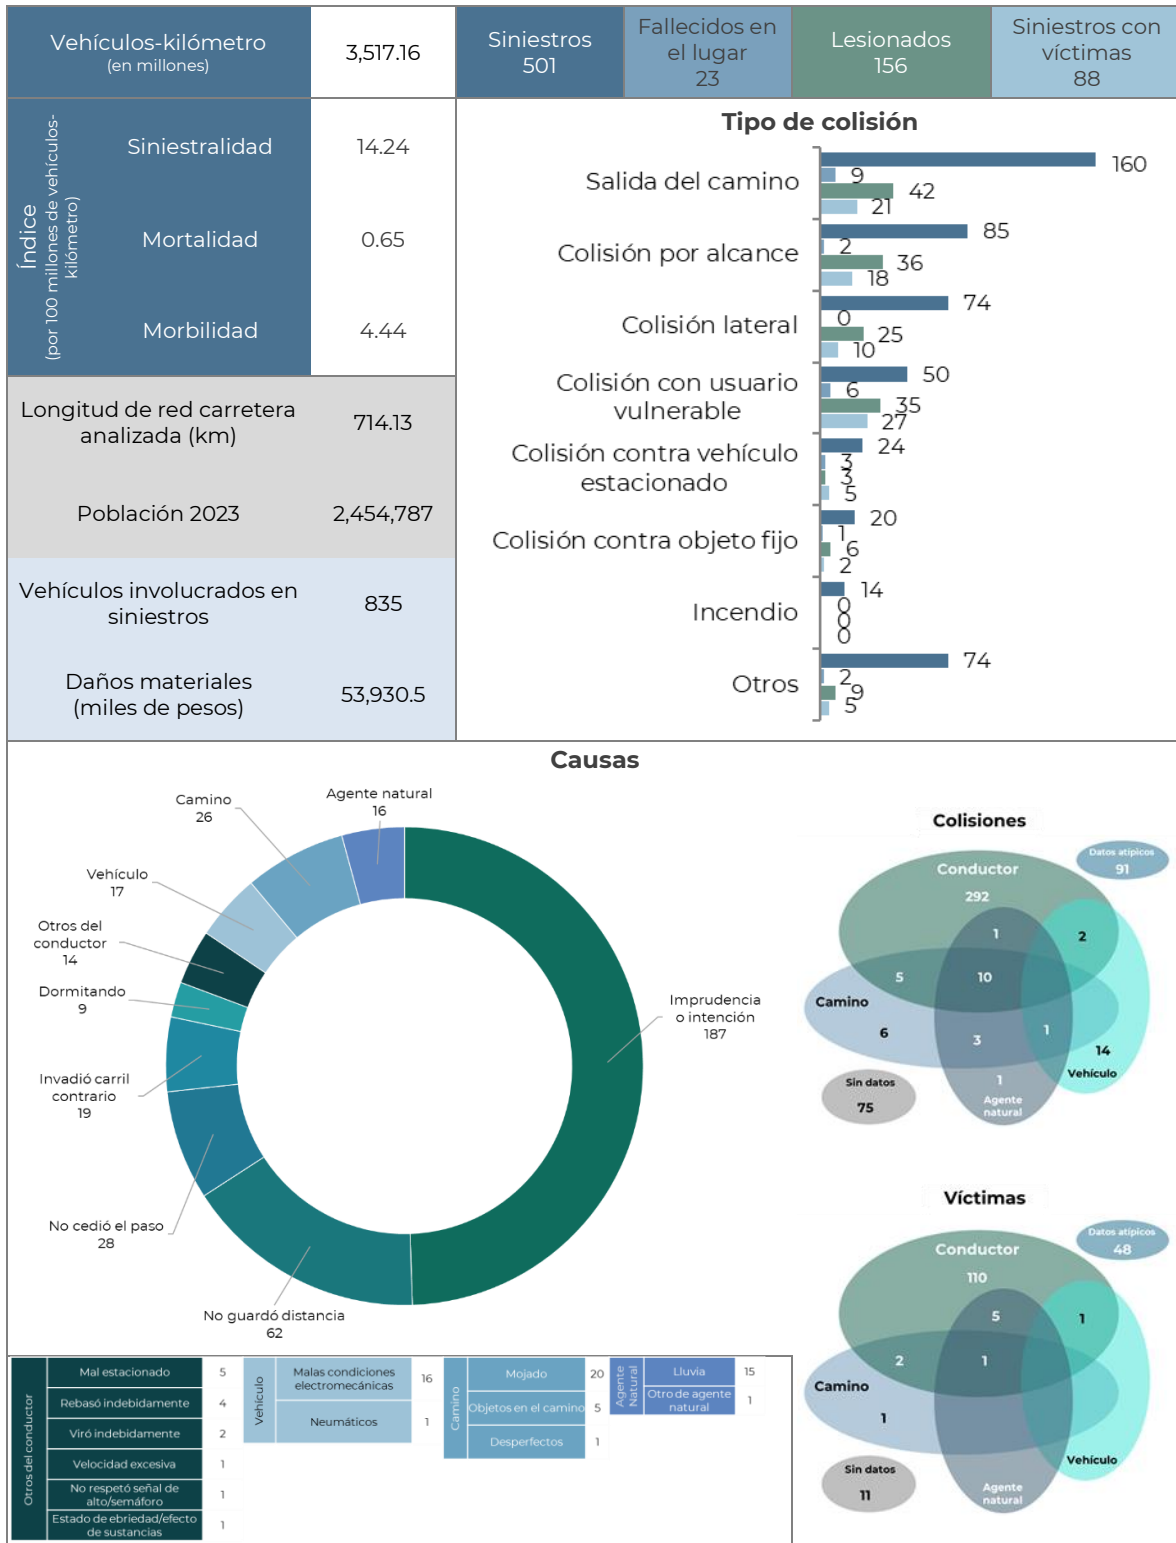 Vehículos-kilómetro
(en millones)
3,517.16
Siniestros
501
Fallecidos en
el lugar
23
Lesionados
156
Siniestros con
víctimas
88
Índice
(por 100 millones de vehículos-
kilómetro)
Siniestralidad
14.24
Mortalidad
0.65
Morbilidad
4.44
Longitud de red carretera
analizada (km)
714.13
Población 2023
2,454,787
Vehículos involucrados en
siniestros
835
Daños materiales
(miles de pesos)
53,930.5
Tipo de colisión
Salida del camino
160
9
42
21
Colisión por alcance
85
2
36
18
Colisión lateral
74
0
25
10
Colisión con usuario
vulnerable
50
6
35
27
Colisión contra vehículo
estacionado
24
3
3
5
Colisión contra objeto fijo
20
1
6
2
Incendio
14
0
0
0
Otros
74
2
9
5
Causas
Agente natural
16
Camino
26
Vehículo
17
Otros del
conductor
14
Dormitando
9
Invadió carril
contrario
19
No cedió el paso
28
No guardó distancia
62
Imprudencia
o intención
187
Colisiones
Datos atípicos
91
Conductor
292
1
2
5
10
Camino
6
3
1
14
Vehículo
1
Agente
natural
Sin datos
75
Víctimas
Datos atípicos
48
Conductor
110
5
1
2
1
Camino
1
Vehículo
Agente
natural
Sin datos
11
Otros del conductor
Mal estacionado
5
Rebasó indebidamente
4
Viró indebidamente
2
Velocidad excesiva
1
No respetó señal de
alto/semáforo
1
Estado de ebriedad/efecto
de sustancias
1
Vehículo
Malas condiciones
electromecánicas
16
Neumáticos
1
Camino
Mojado
20
Objetos en el camino
5
Desperfectos
1
Agente
Natural
Lluvia
15
Otro de agente
natural
1